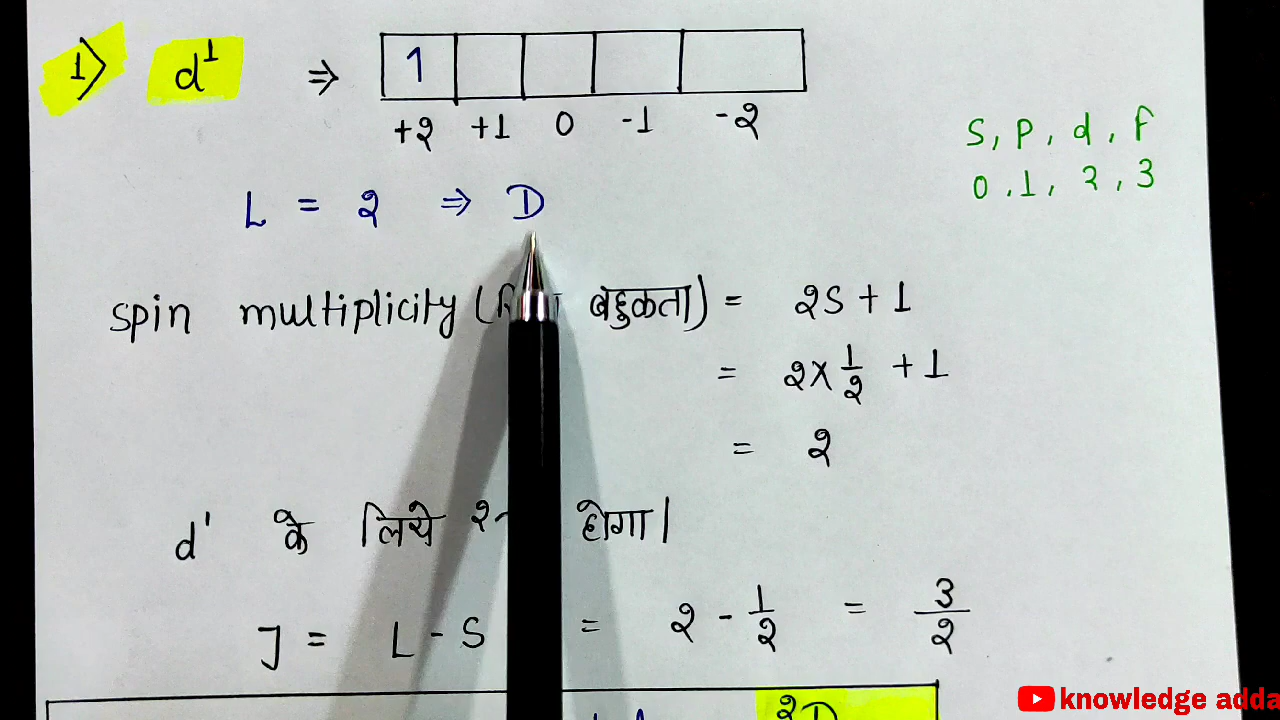 1) d¹ ⇒ 1
+2 +1 0 -1 -2
S, P, d, F
0, 1, 2, 3
L = 2 ⇒ D
spin multiplicity ( बहुकता) = 2S + 1
= 2 × 1/2 + 1
= 2
d' के लिये होगा।
J = L - S = 2 - 1/2 = 3/2
²D
knowledge adda